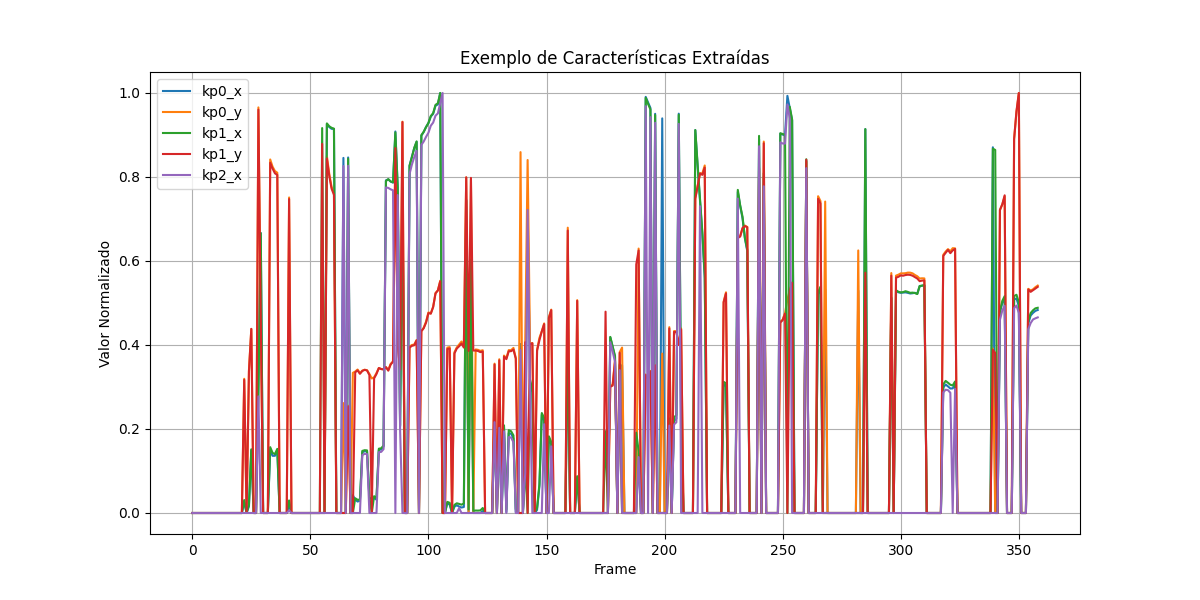 Exemplo de Características Extraídas
kp0_x
kp0_y
kp1_x
kp1_y
kp2_x
Valor Normalizado
1.0
0.8
0.6
0.4
0.2
0.0
0 50 100 150 200 250 300 350
Frame